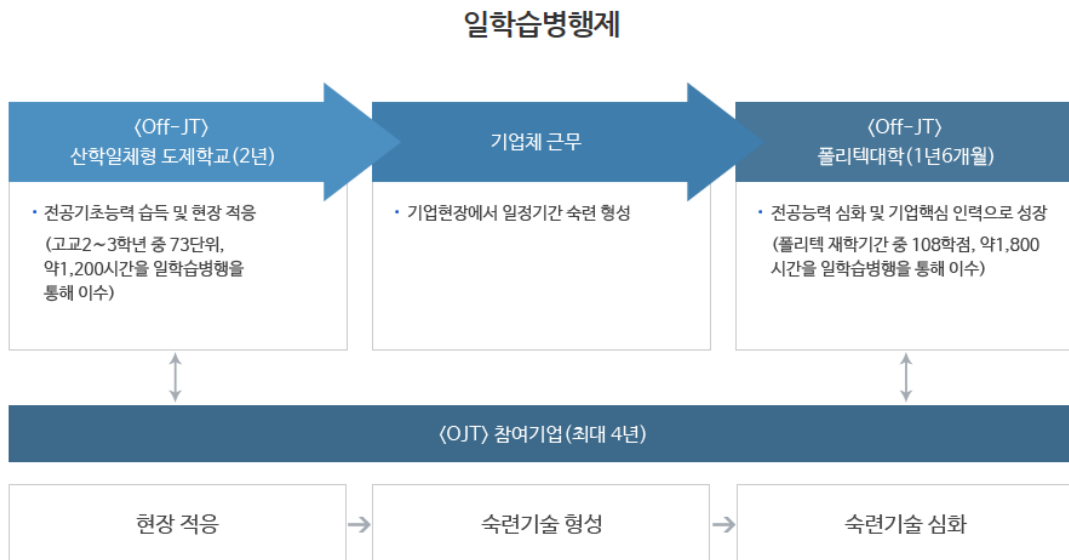 일학습병행제
〈Off-JT〉
산학일체형 도제학교(2년)
기업체 근무
〈Off-JT〉
폴리텍대학(1년6개월)
• 전공기초능력 습득 및 현장 적응
(고교2~3학년 중 73단위,
약1,200시간을 일학습병행을
통해 이수)
• 기업현장에서 일정기간 숙련 형성
• 전공능력 심화 및 기업핵심 인력으로 성장
(폴리텍 재학기간 중 108학점, 약1,800
시간을 일학습병행을 통해 이수)
〈OJT〉 참여기업(최대 4년)
현장 적응
숙련기술 형성
숙련기술 심화